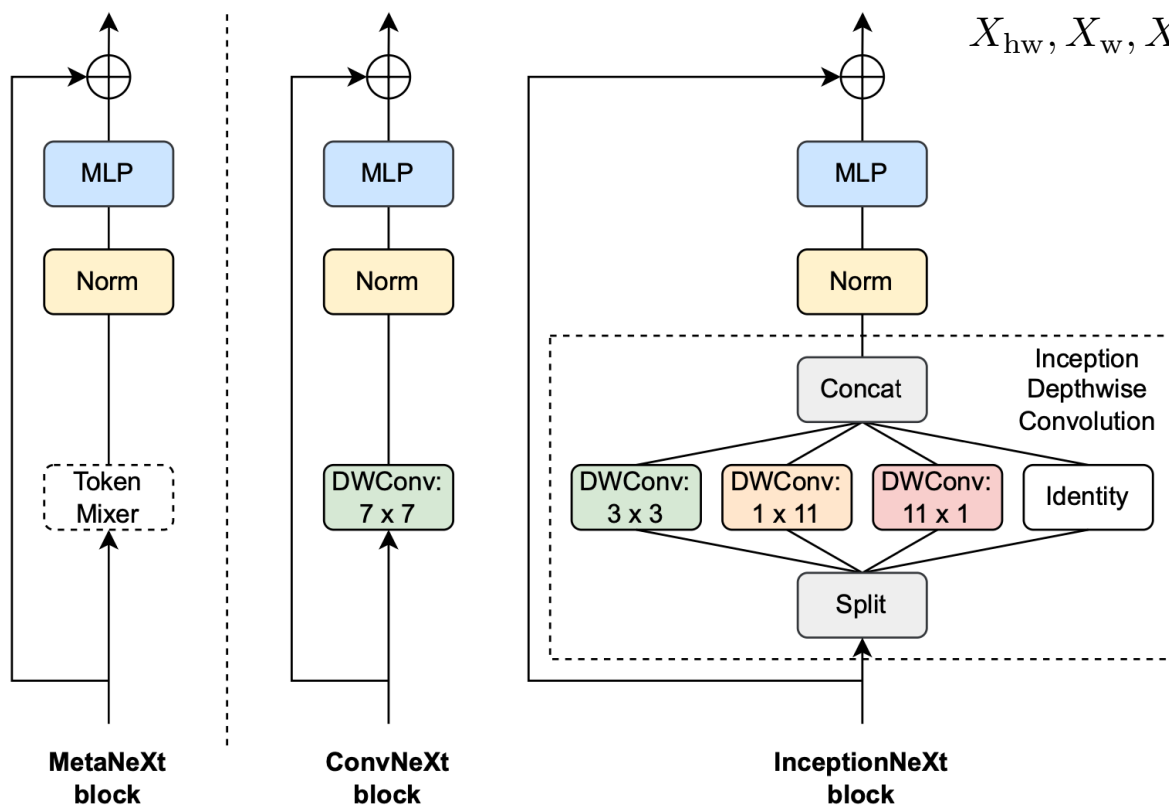 X_hw, X_w, X
MLP
Norm
Token
Mixer
MetaNeXt
block
MLP
Norm
DWConv:
7 x 7
ConvNeXt
block
MLP
Norm
Inception
Depthwise
Convolution
Concat
DWConv:
3 x 3
DWConv:
1 x 11
DWConv:
11 x 1
Identity
Split
InceptionNeXt
block